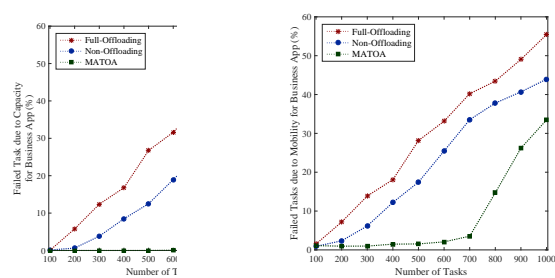 Failed Task due to Capacity
for Business App (%)
60
50
40
30
20
10
0
Full-Offloading
Non-Offloading
MATOA
100 200 300 400 500 600
Number of T
Failed Tasks due to Mobility for Business App (%)
60
50
40
30
20
10
0
Full-Offloading
Non-Offloading
MATOA
100 200 300 400 500 600 700 800 900 1000
Number of Tasks